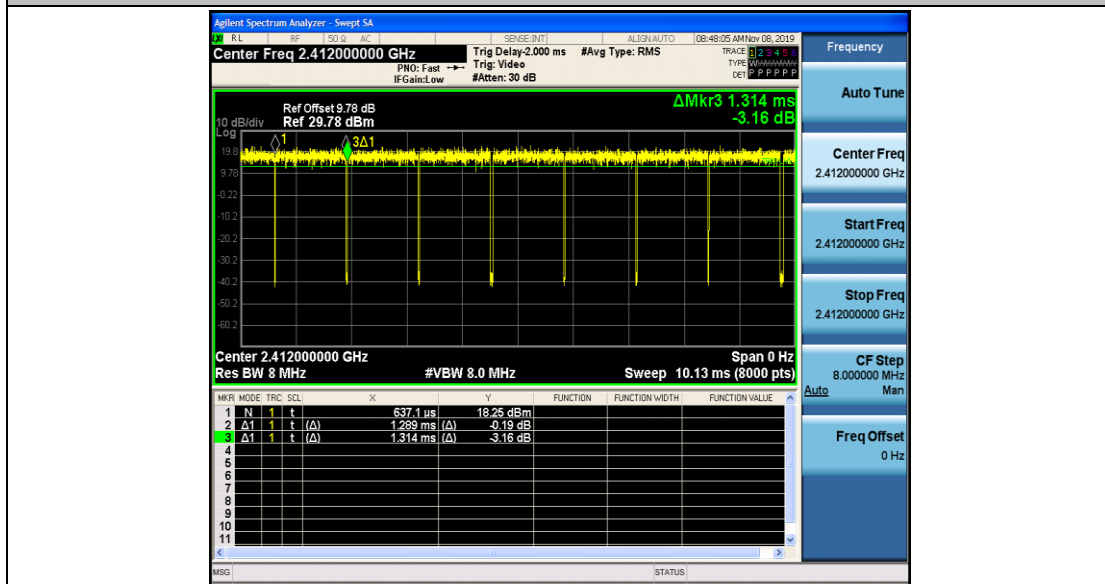 Agilent Spectrum Analyzer - Swept SA
RL RF 50 Ω AC SENSE:INT ALIGN AUTO 08:48:05 AM Nov 08, 2019
Center Freq 2.412000000 GHz
PNO: Fast
IFGain:Low
Trig Delay-2.000 ms
Trig: Video
#Atten: 30 dB
#Avg Type: RMS
TRACE 1 2 3 4 5 6
TYPE
DET P P P P P P
Frequency
Auto Tune
Center Freq
2.412000000 GHz
Start Freq
2.412000000 GHz
Stop Freq
2.412000000 GHz
CF Step
8.000000 MHz
Auto Man
Freq Offset
0 Hz
ΔMkr3 1.314 ms
-3.16 dB
Ref Offset 9.78 dB
10 dB/div Ref 29.78 dBm
Log
1
3Δ1
19.8
9.78
-0.22
-10.2
-20.2
-30.2
-40.2
-50.2
-60.2
Center 2.412000000 GHz Span 0 Hz
Res BW 8 MHz #VBW 8.0 MHz Sweep 10.13 ms (8000 pts)
MKR MODE TRC SCL X Y FUNCTION FUNCTION WIDTH FUNCTION VALUE
1 N 1 t 637.1 us 18.25 dBm
2 Δ1 1 t (Δ) 1.289 ms (Δ) -0.19 dB
3 Δ1 1 t (Δ) 1.314 ms (Δ) -3.16 dB
4
5
6
7
8
9
10
11
MSG STATUS